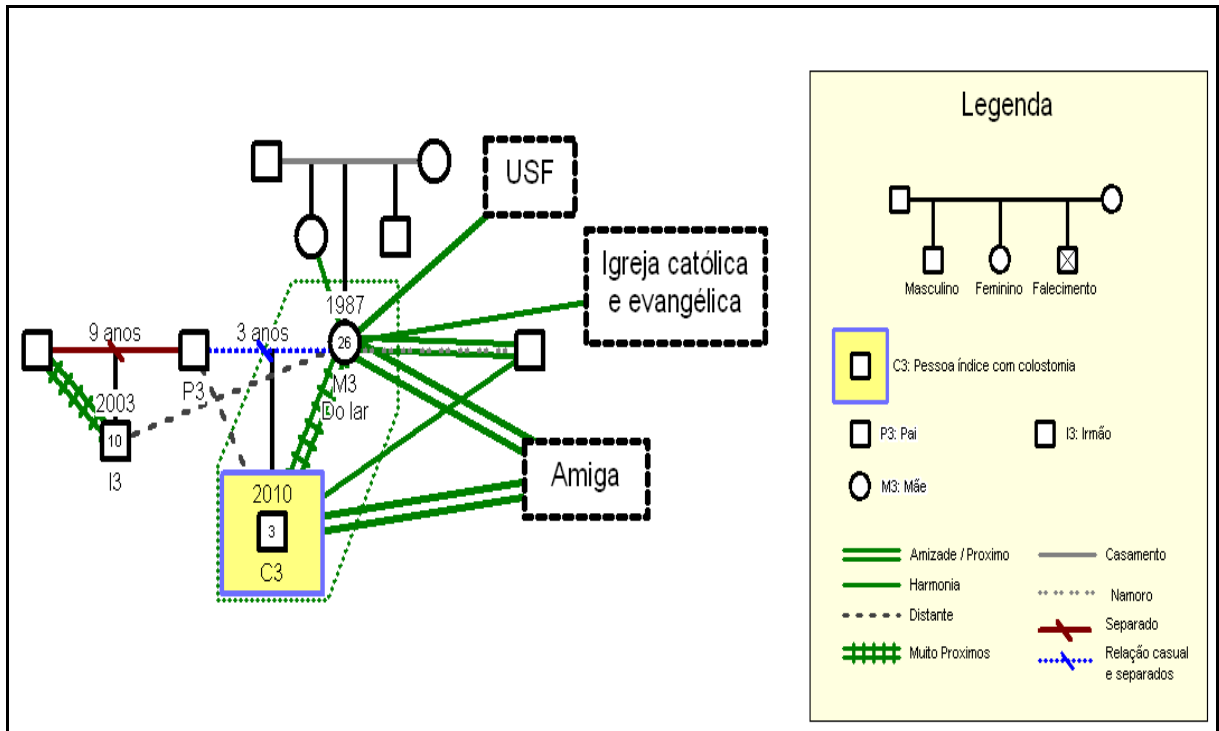 USF
Igreja católica
e evangélica
1987
9 anos
3 anos
26
P3
M3
Do lar
2003
10
I3
Amiga
2010
3
C3
Legenda
Masculino
Feminino
Falecimento
C3: Pessoa índice com colostomia
P3: Pai
I3: Irmão
M3: Mãe
Amizade / Proximo
Casamento
Harmonia
Namoro
Distante
Separado
Muito Proximos
Relação casual
e separados